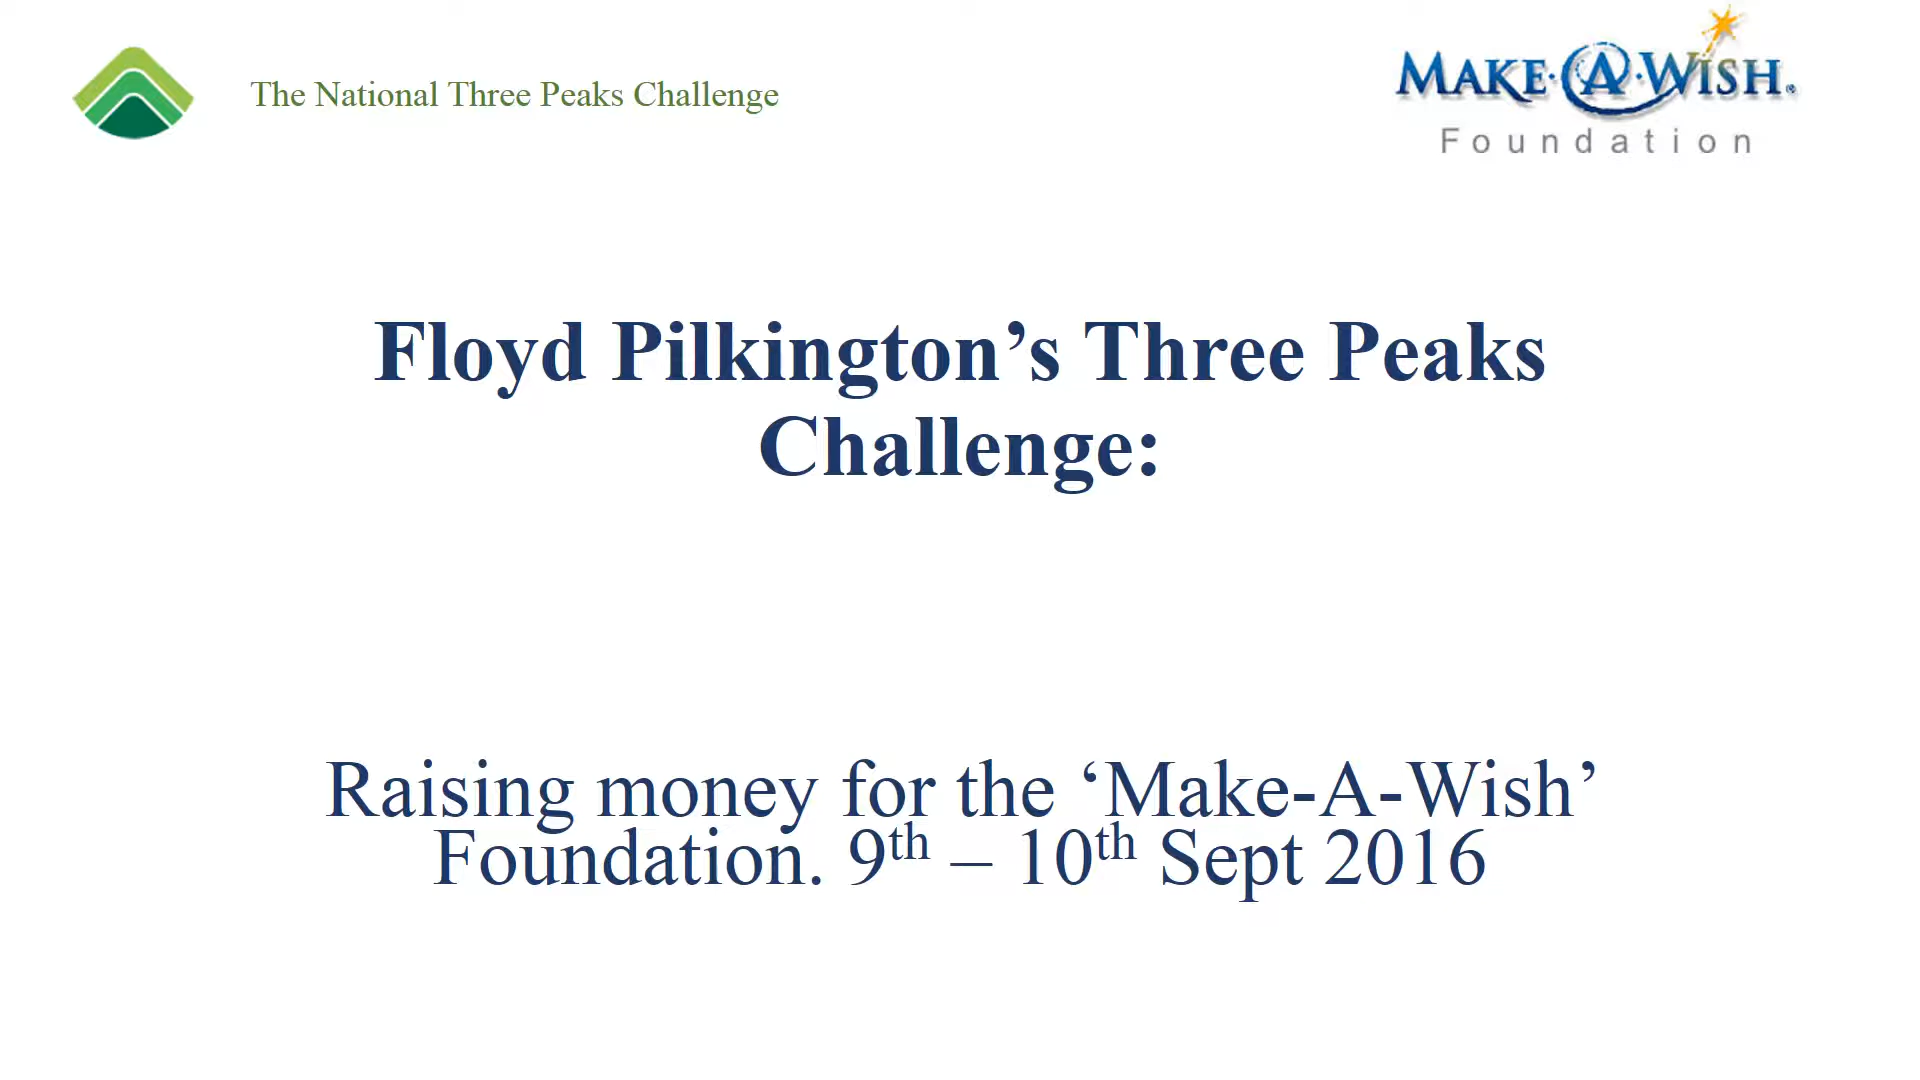 The National Three Peaks Challenge
MAKE·A·WISH®
Foundation
Floyd Pilkington’s Three Peaks
Challenge:
Raising money for the ‘Make-A-Wish’
Foundation. 9th – 10th Sept 2016